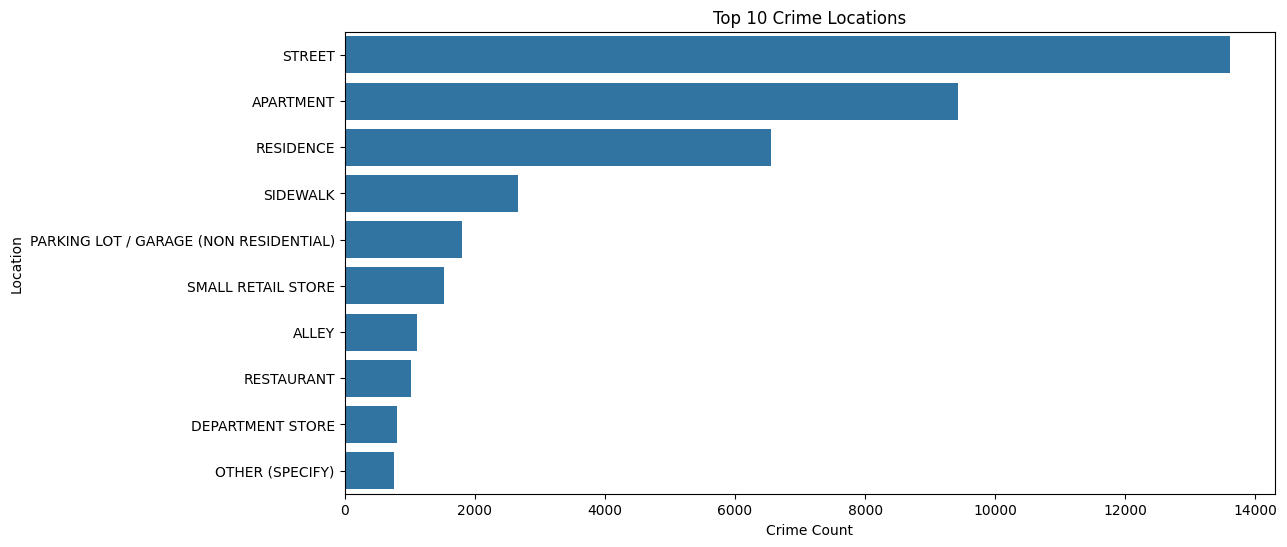 Top 10 Crime Locations
Location
STREET
APARTMENT
RESIDENCE
SIDEWALK
PARKING LOT / GARAGE (NON RESIDENTIAL)
SMALL RETAIL STORE
ALLEY
RESTAURANT
DEPARTMENT STORE
OTHER (SPECIFY)
0 2000 4000 6000 8000 10000 12000 14000
Crime Count